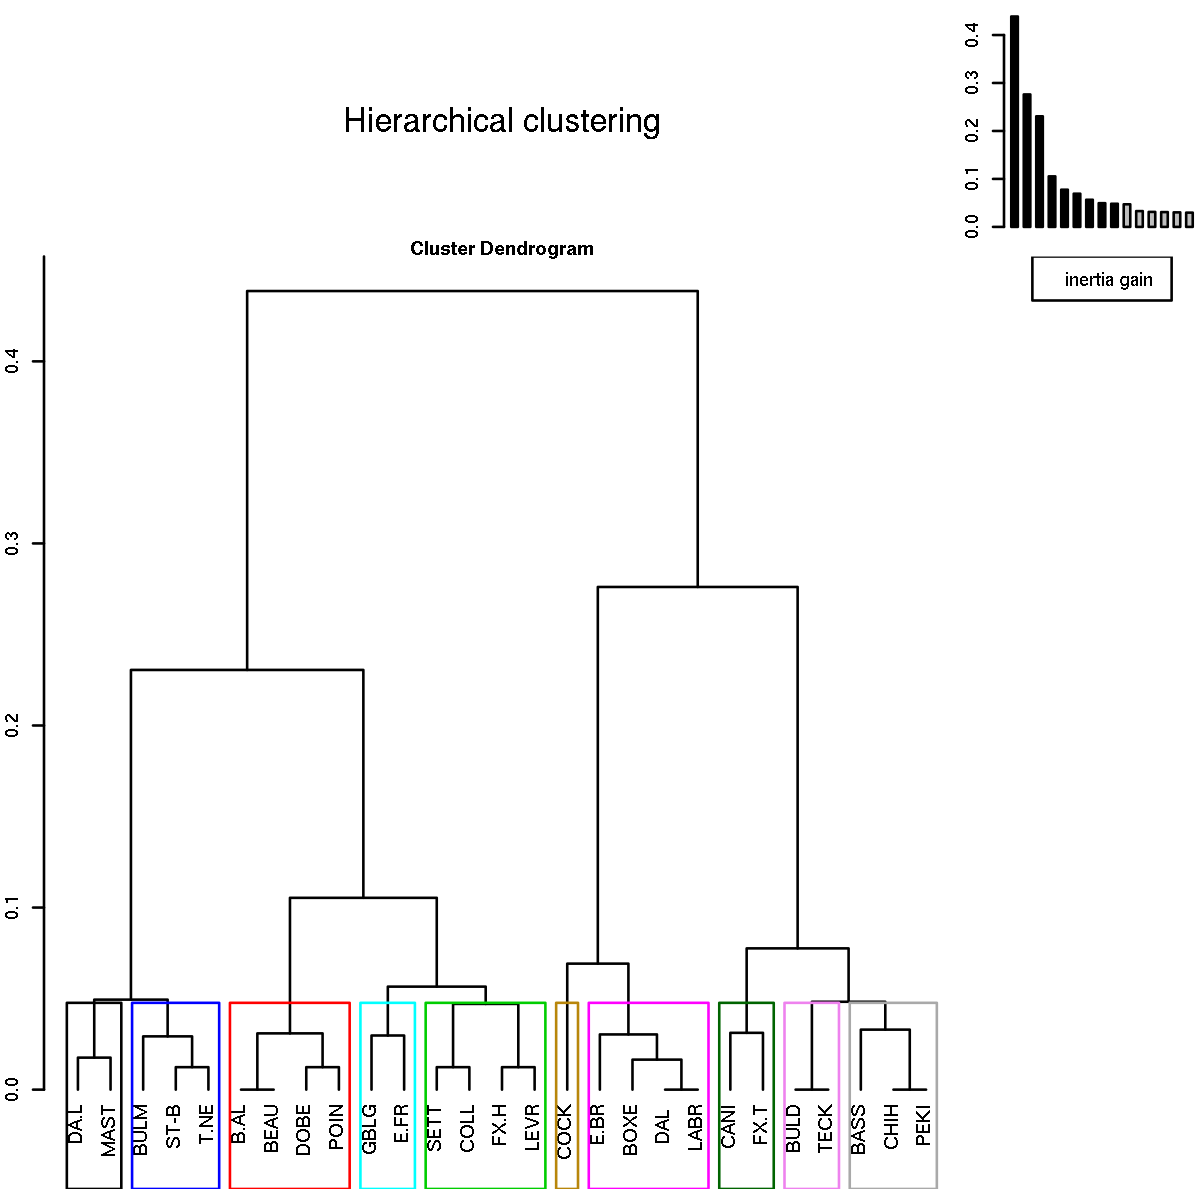 Hierarchical clustering
0.4
0.3
0.2
0.1
0.0
inertia gain
Cluster Dendrogram
0.4
0.3
0.2
0.1
0.0
DA.L
MAST
BULM
ST-B
T.NE
B.AL
BEAU
DOBE
POIN
GBLG
E.FR
SETT
COLL
FX.H
LEVR
COCK
E.BR
BOXE
DAL
LABR
CANI
FX.T
BULD
TECK
BASS
CHIH
PEKI